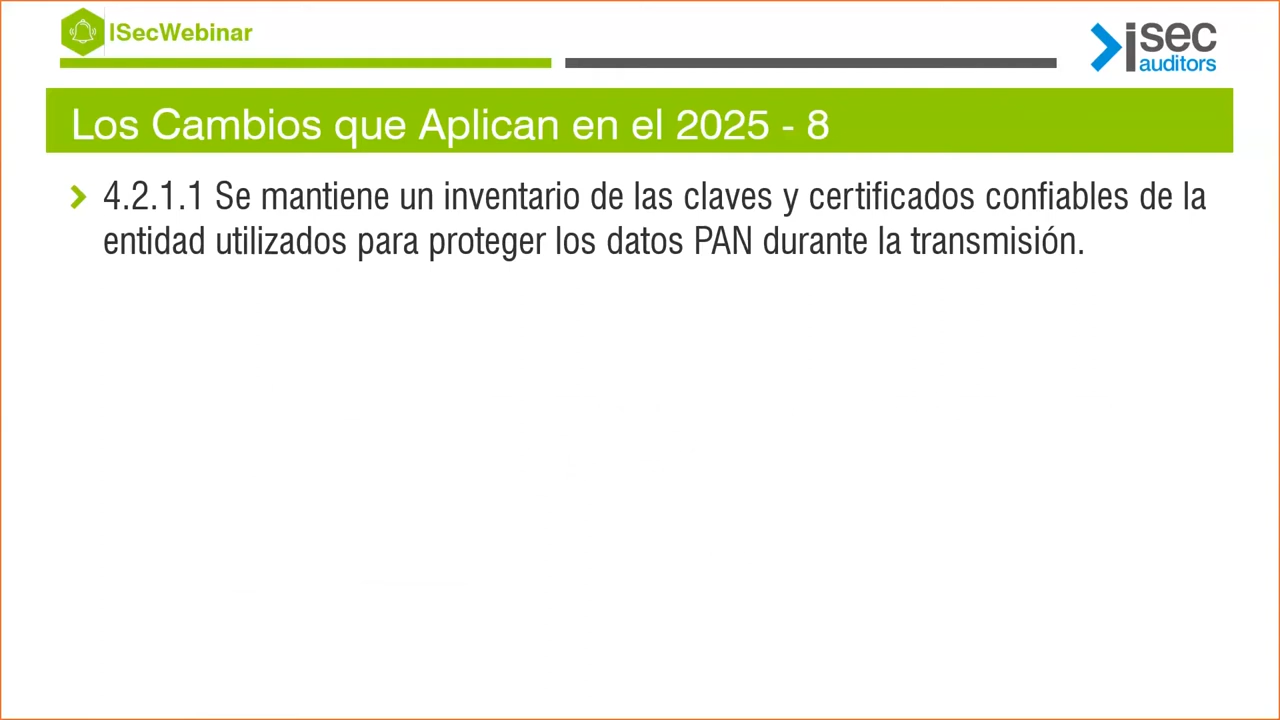 ISecWebinar
isec
auditors
Los Cambios que Aplican en el 2025 - 8
4.2.1.1 Se mantiene un inventario de las claves y certificados confiables de la
entidad utilizados para proteger los datos PAN durante la transmisión.